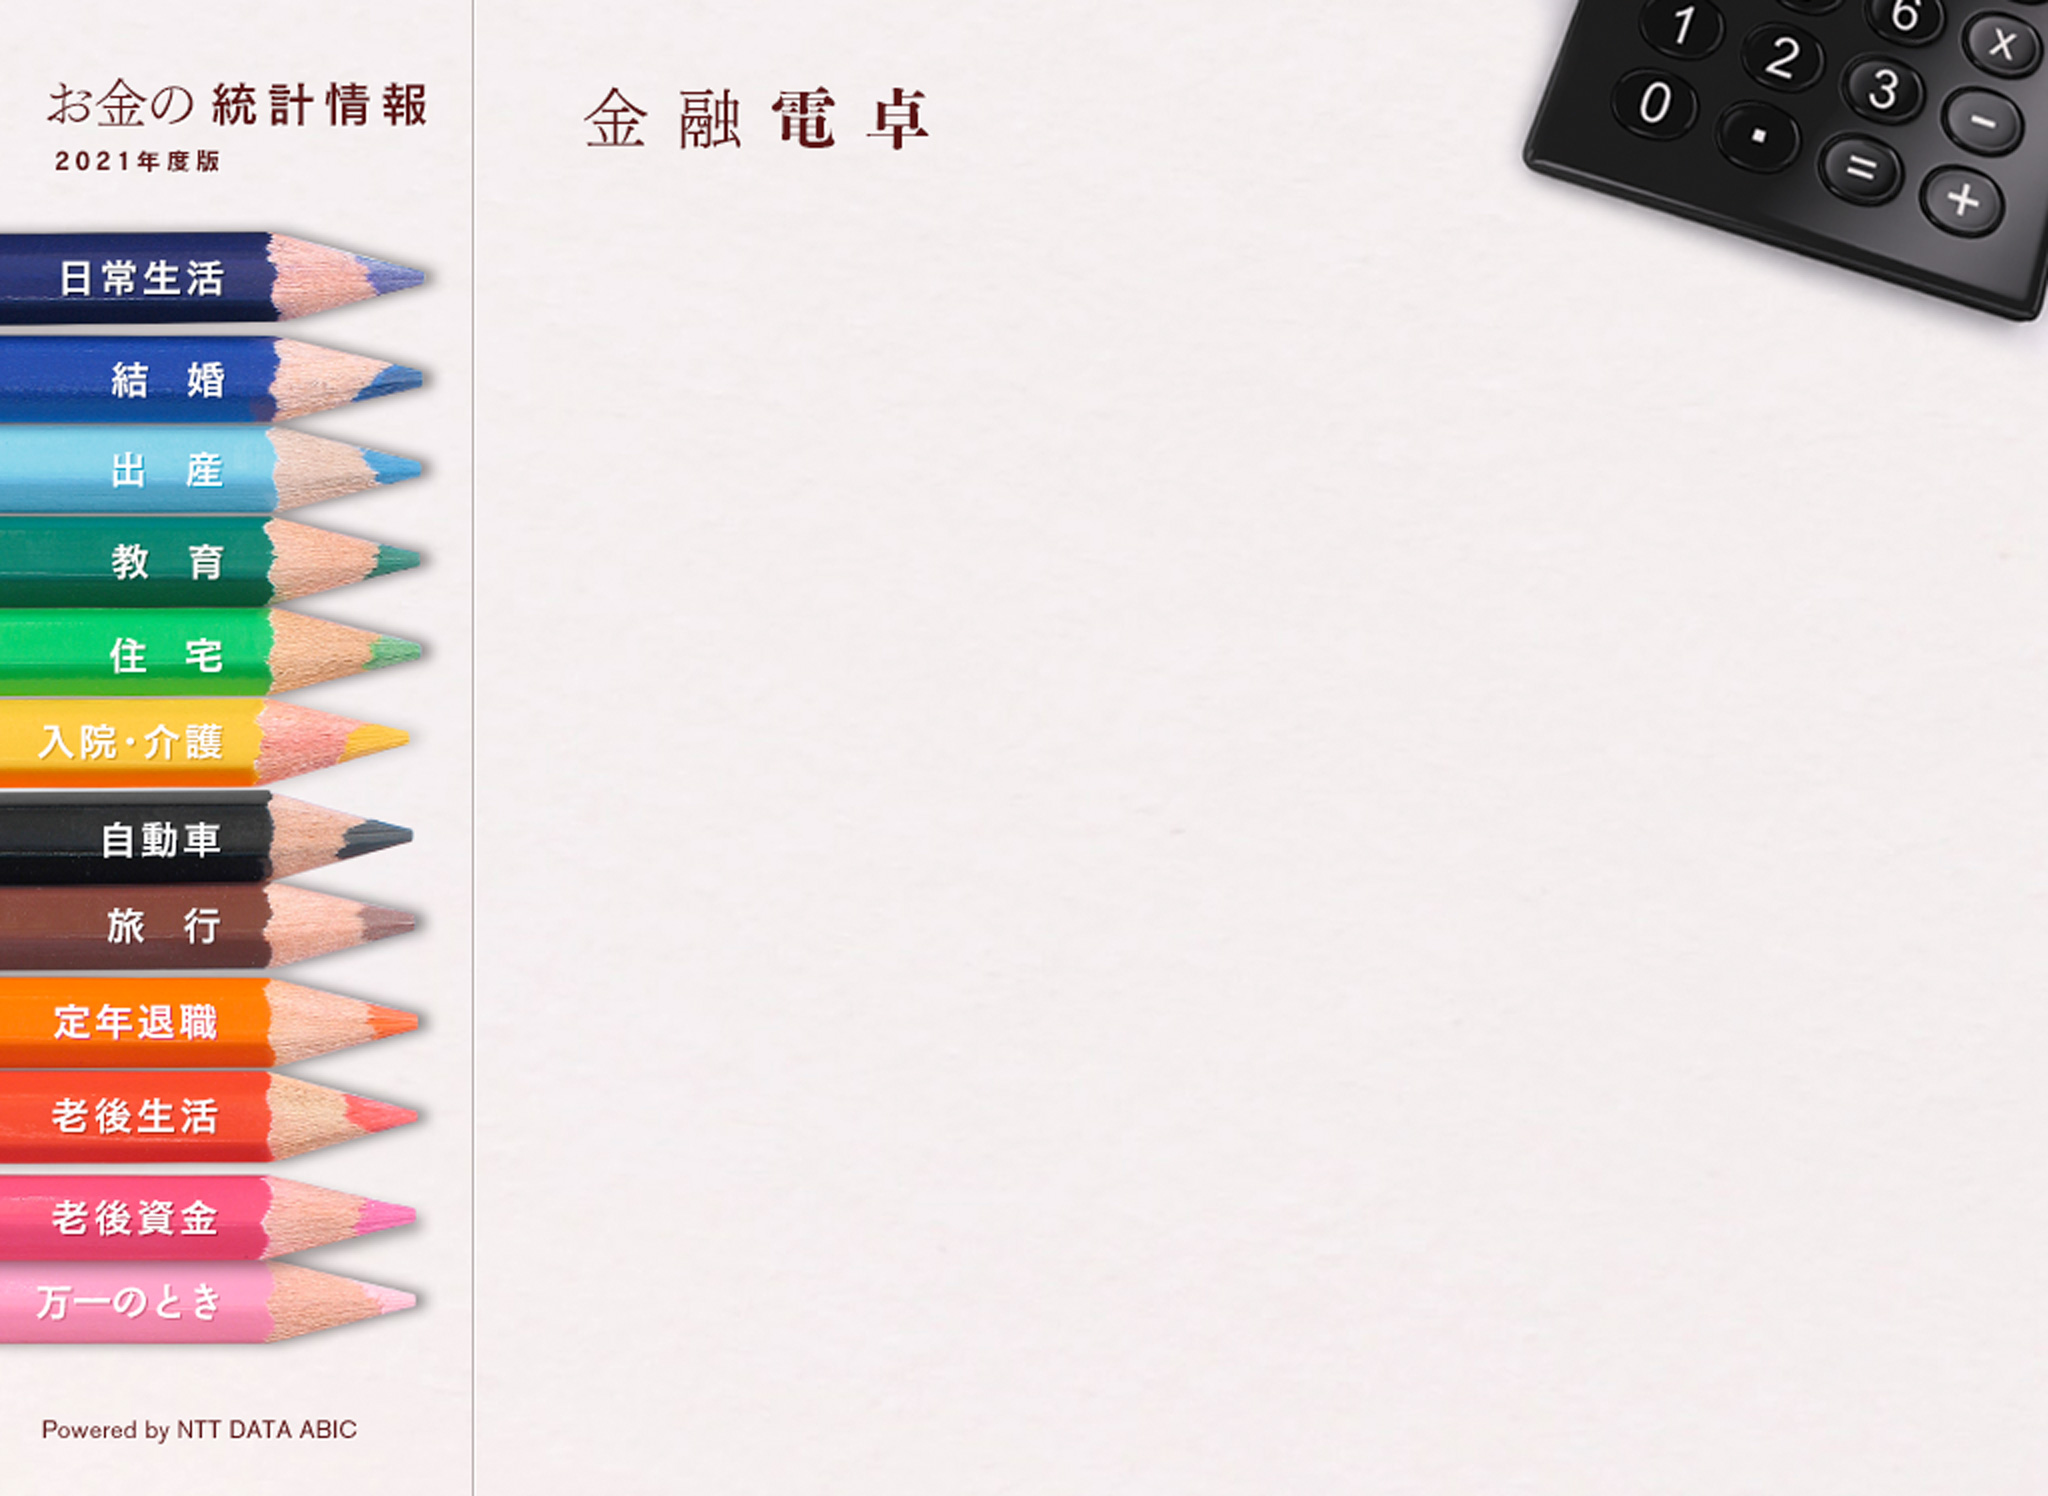 お金の 統計情報
2021年度版
日常生活
結 婚
出 産
教 育
住 宅
入院・介護
自動車
旅 行
定年退職
老後生活
老後資金
万一のとき
Powered by NTT DATA ABIC
金融電卓
6 x
1 2 3 −
0 . = +